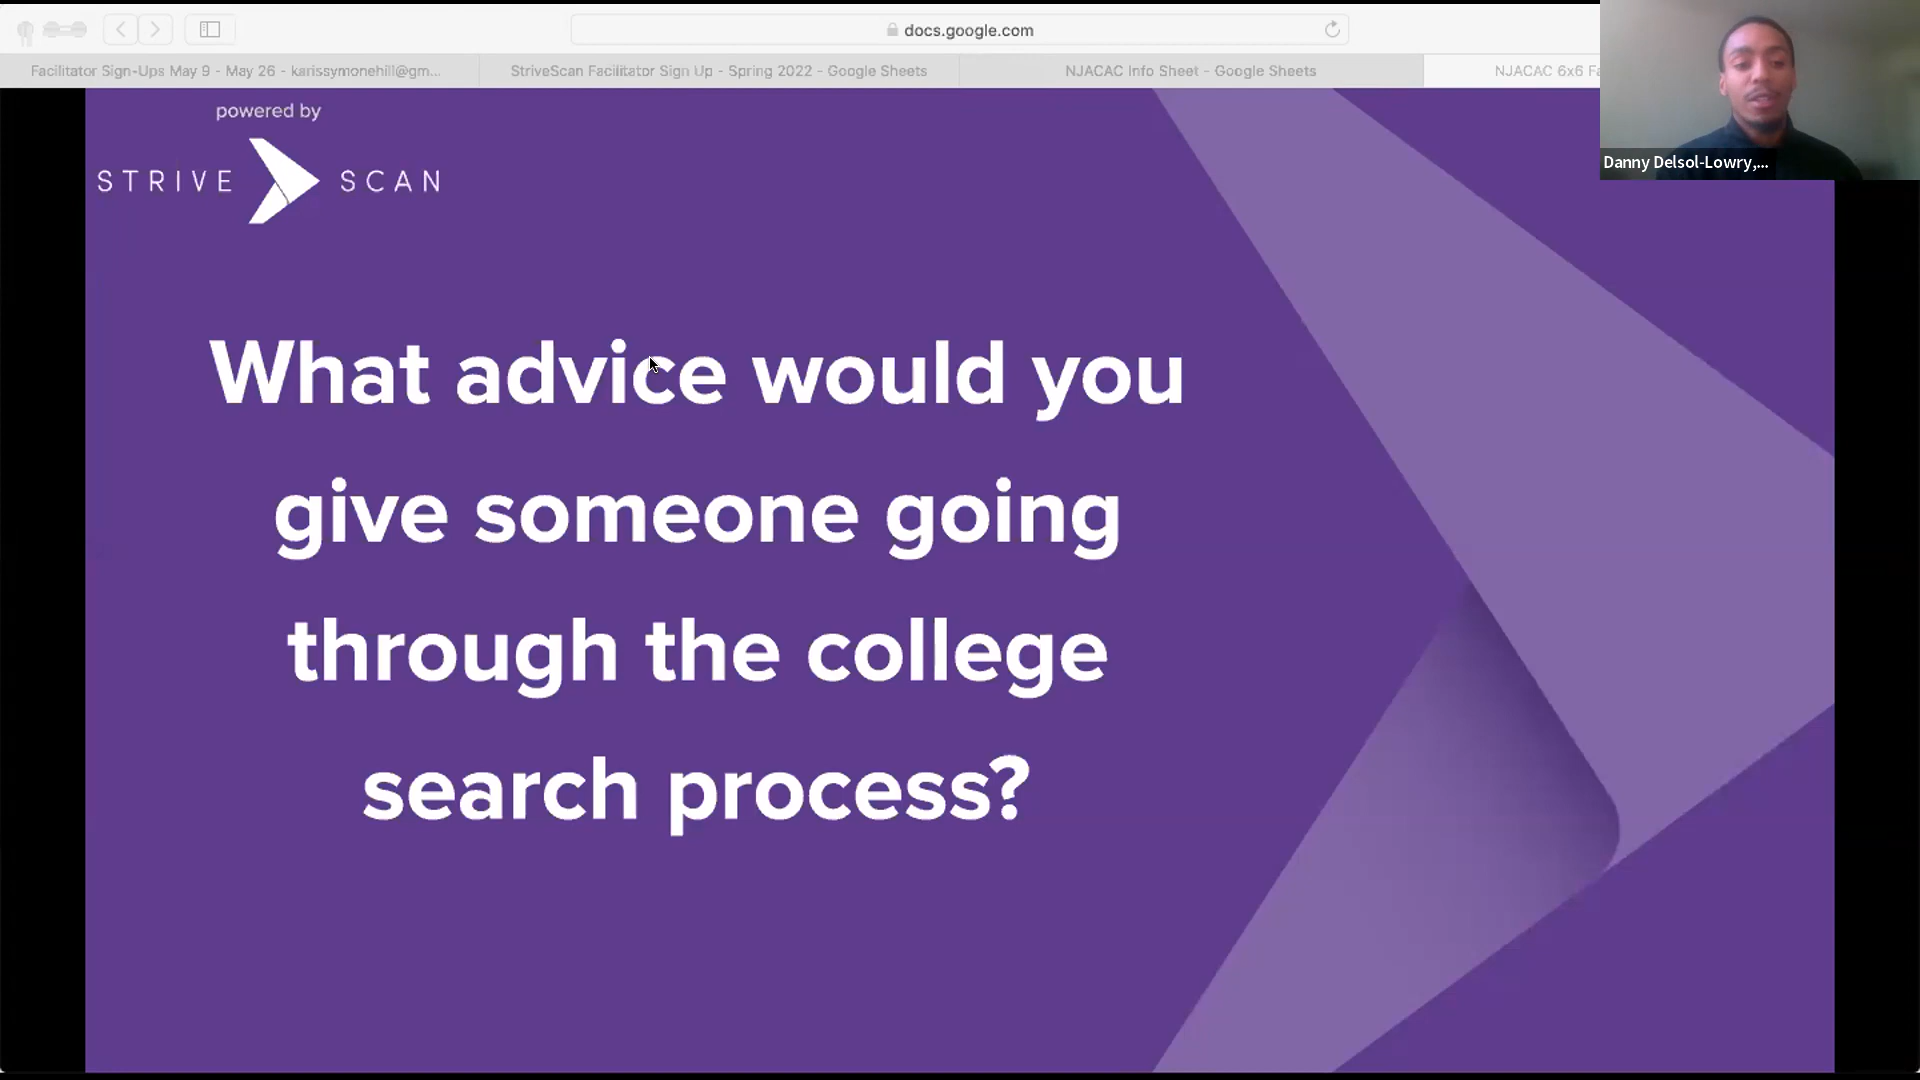 docs.google.com
Facilitator Sign-Ups May 9 - May 26 - karissymonehill@gm...
StriveScan Facilitator Sign Up - Spring 2022 - Google Sheets
NJACAC Info Sheet - Google Sheets
NJACAC 6x6 Fa
Danny Delsol-Lowry,...
powered by
STRIVE SCAN
What advice would you
give someone going
through the college
search process?